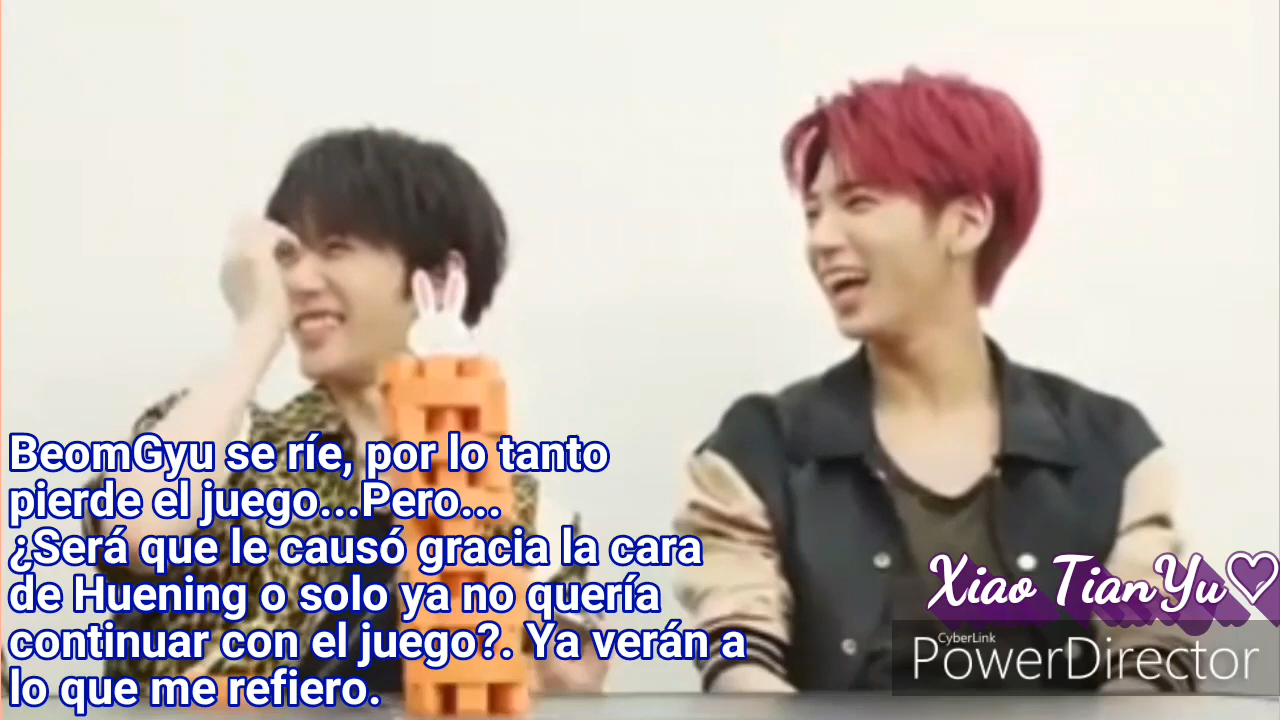 BeomGyu se ríe, por lo tanto
pierde el juego...Pero...
¿Será que le causó gracia la cara
de Huening o solo ya no quería
continuar con el juego?. Ya verán a
lo que me refiero.
Xiao TianYu♡
CyberLink
PowerDirector